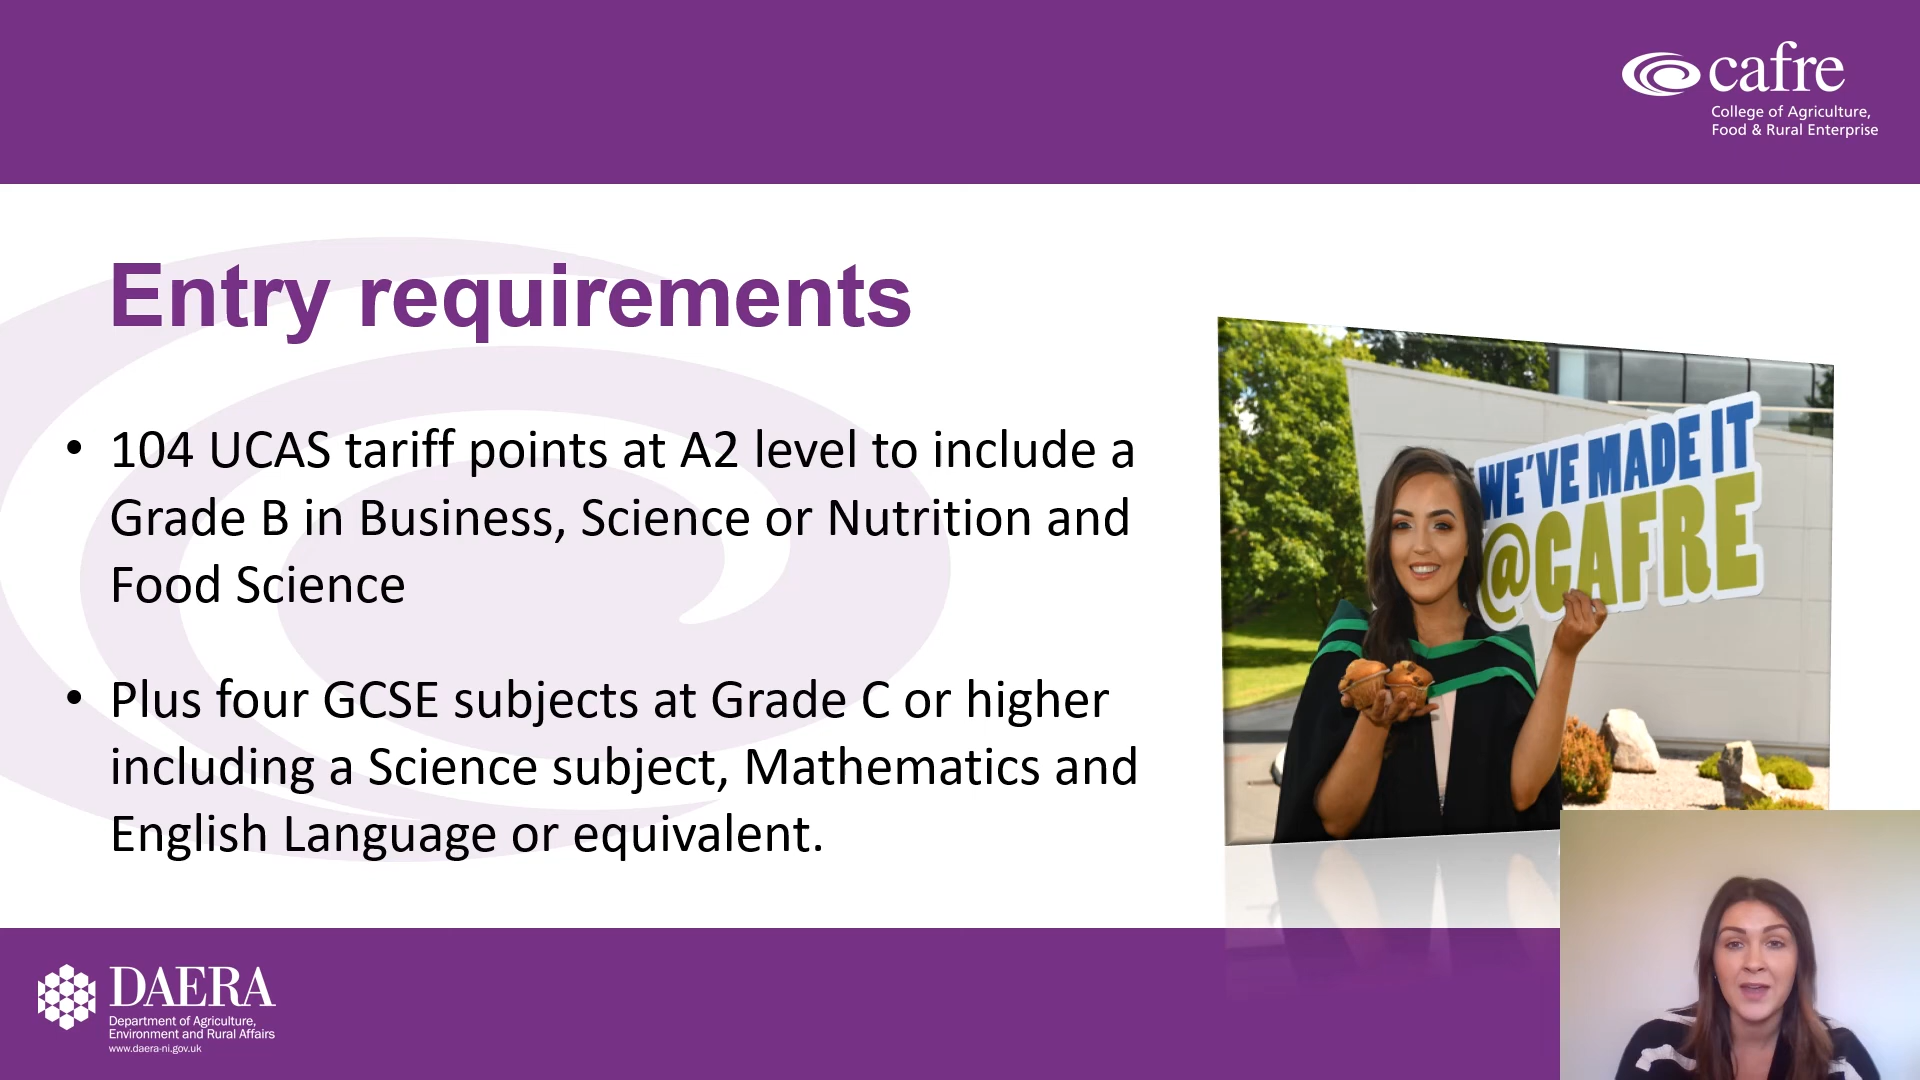 cafre
College of Agriculture,
Food & Rural Enterprise
Entry requirements
• 104 UCAS tariff points at A2 level to include a
Grade B in Business, Science or Nutrition and
Food Science
• Plus four GCSE subjects at Grade C or higher
including a Science subject, Mathematics and
English Language or equivalent.
WE'VE MADE IT
@CAFRE
DAERA
Department of Agriculture,
Environment and Rural Affairs
www.daera-ni.gov.uk